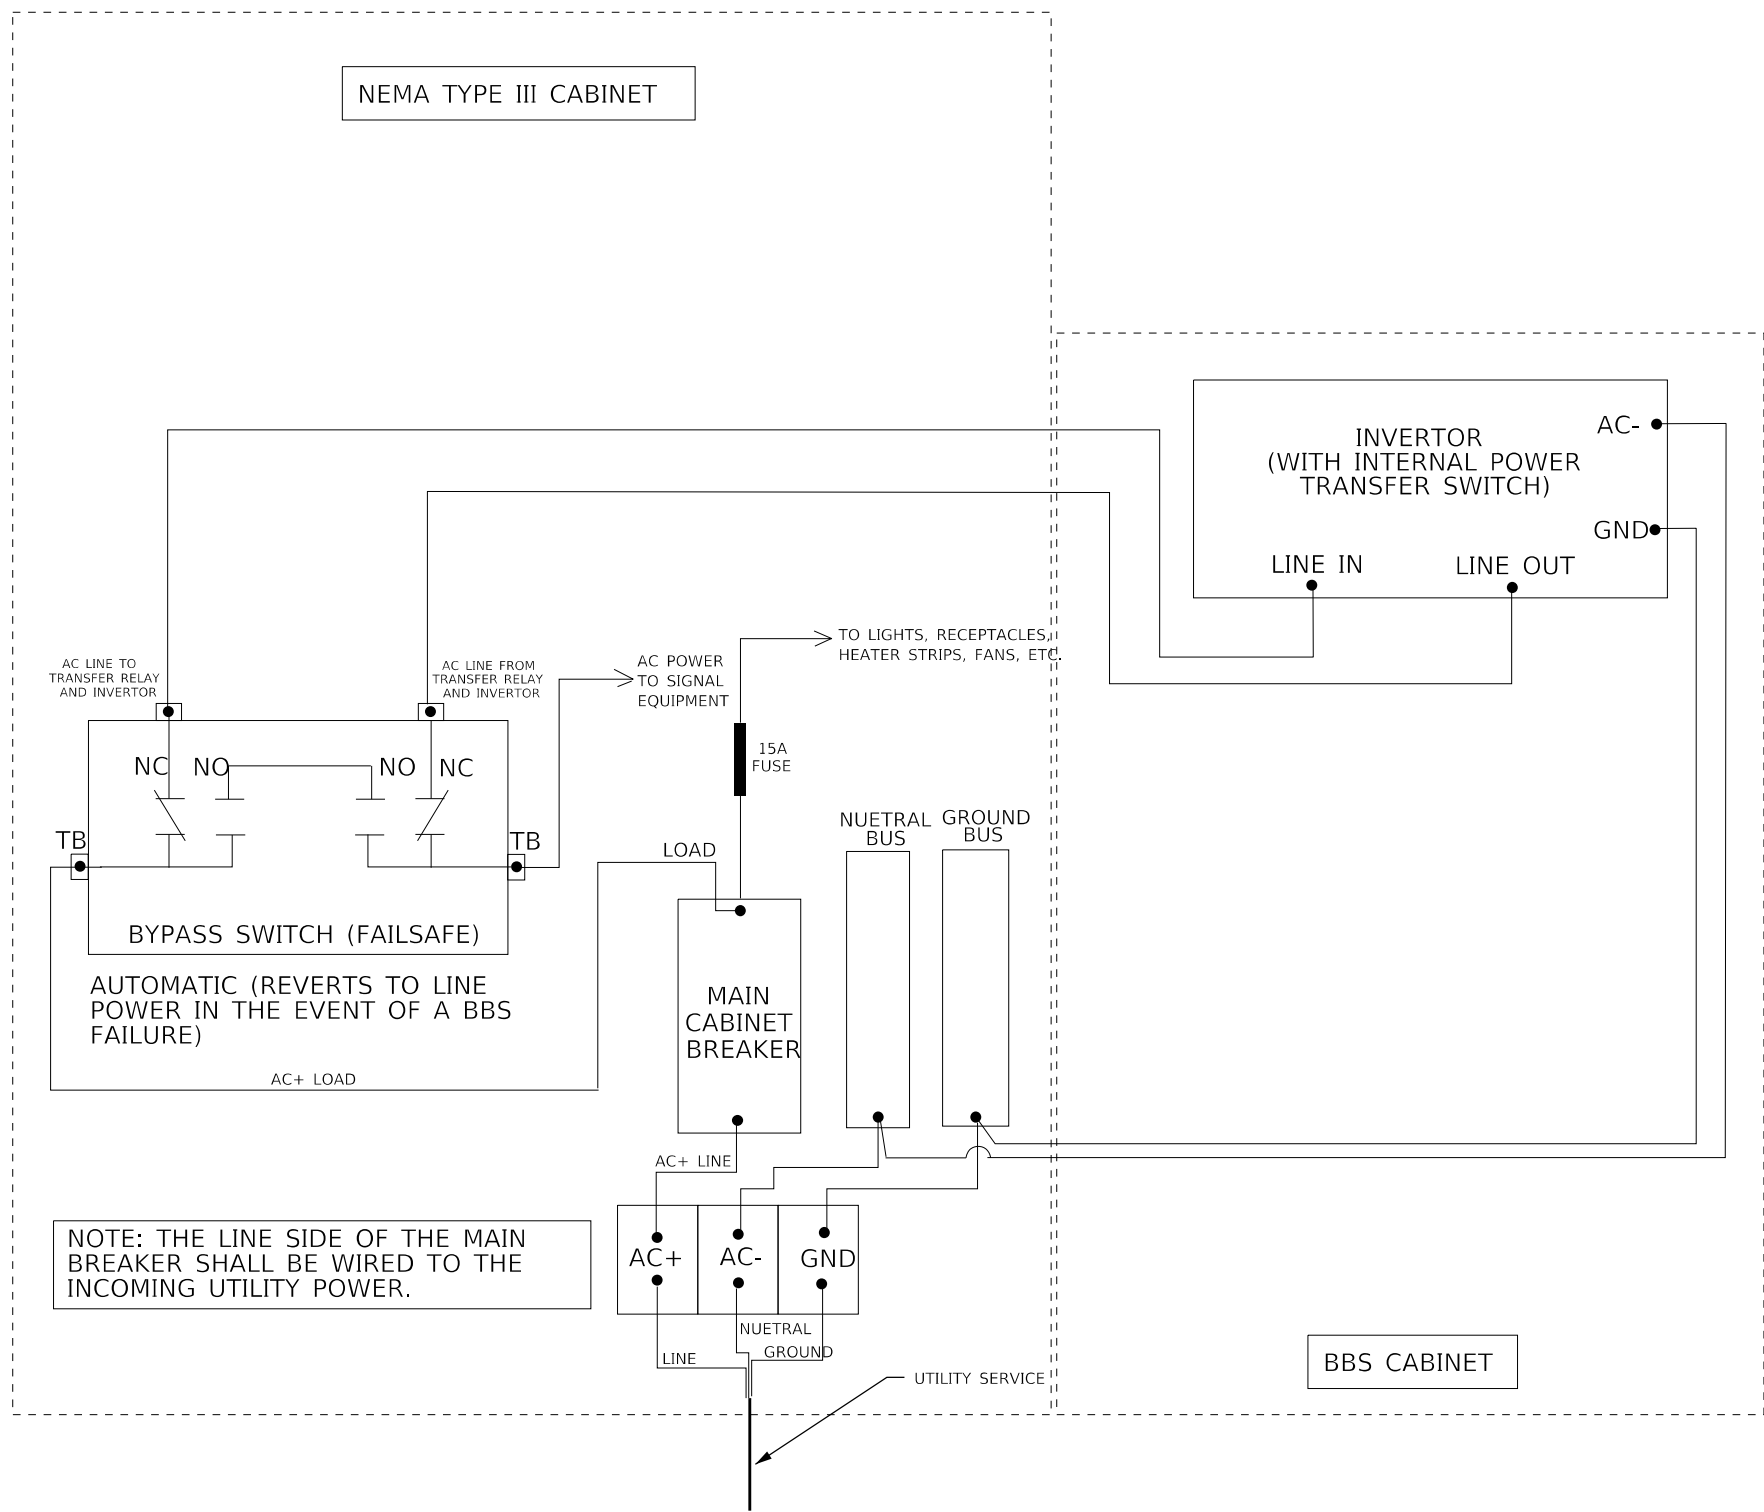 NEMA TYPE III CABINET
INVERTOR
(WITH INTERNAL POWER
TRANSFER SWITCH)
AC-
GND
LINE IN
LINE OUT
TO LIGHTS, RECEPTACLES,
HEATER STRIPS, FANS, ETC.
AC LINE TO
TRANSFER RELAY
AND INVERTOR
AC LINE FROM
TRANSFER RELAY
AND INVERTOR
AC POWER
TO SIGNAL
EQUIPMENT
15A
FUSE
NC
NO
NO
NC
TB
TB
BYPASS SWITCH (FAILSAFE)
AUTOMATIC (REVERTS TO LINE
POWER IN THE EVENT OF A BBS
FAILURE)
AC+ LOAD
LOAD
MAIN
CABINET
BREAKER
NUETRAL
BUS
GROUND
BUS
AC+ LINE
NOTE: THE LINE SIDE OF THE MAIN
BREAKER SHALL BE WIRED TO THE
INCOMING UTILITY POWER.
AC+
AC-
GND
NUETRAL
GROUND
LINE
UTILITY SERVICE
BBS CABINET